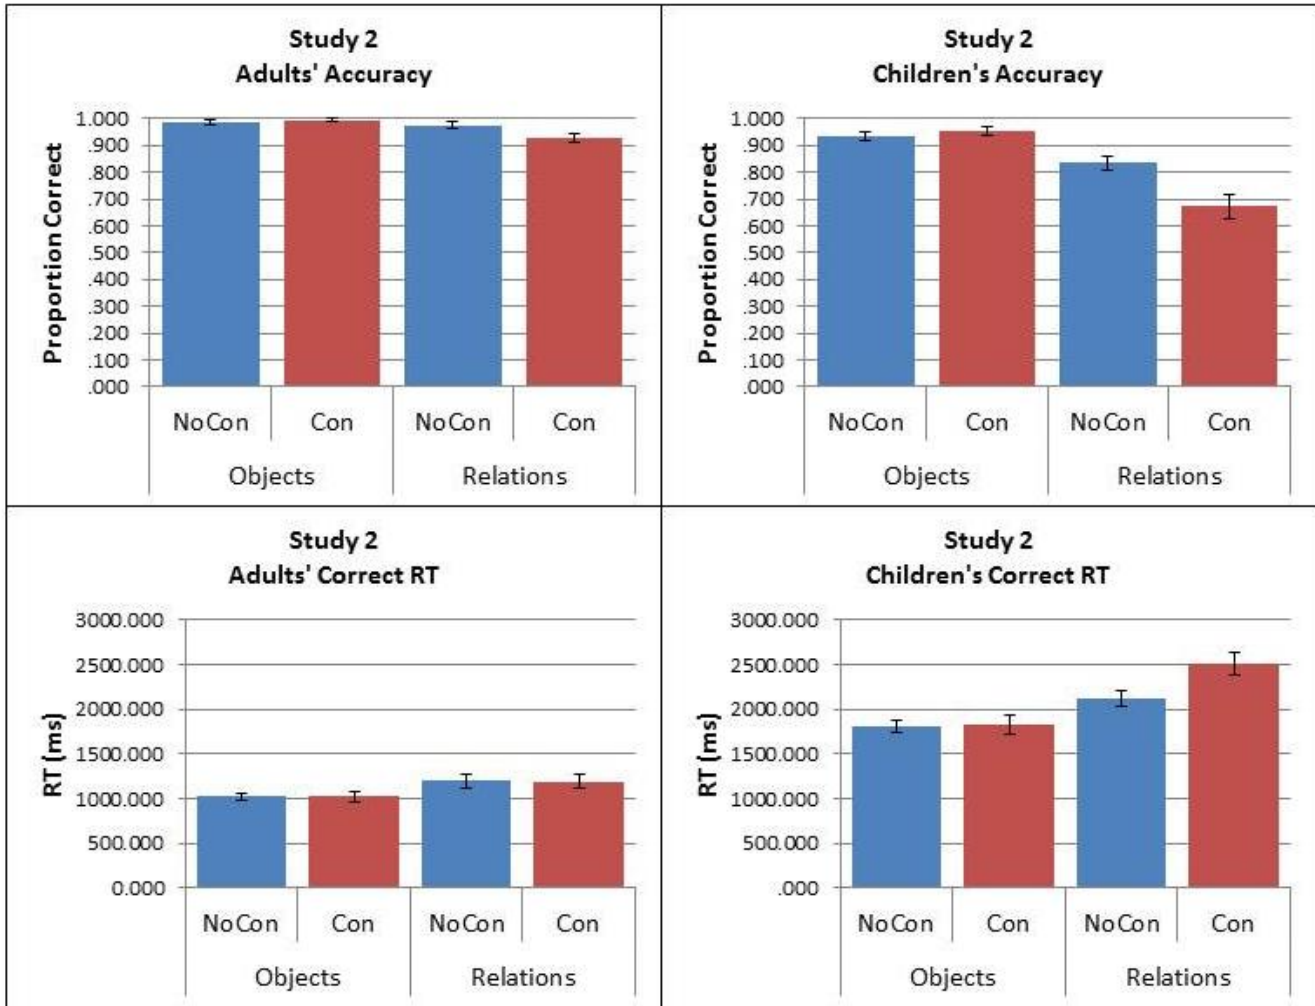 Study 2
Adults' Accuracy
Proportion Correct
1.000
.900
.800
.700
.600
.500
.400
.300
.200
.100
.000
NoCon Con NoCon Con
Objects Relations
Study 2
Children's Accuracy
Proportion Correct
1.000
.900
.800
.700
.600
.500
.400
.300
.200
.100
.000
NoCon Con NoCon Con
Objects Relations
Study 2
Adults' Correct RT
RT (ms)
3000.000
2500.000
2000.000
1500.000
1000.000
500.000
0.000
NoCon Con NoCon Con
Objects Relations
Study 2
Children's Correct RT
RT (ms)
3000.000
2500.000
2000.000
1500.000
1000.000
500.000
.000
NoCon Con NoCon Con
Objects Relations